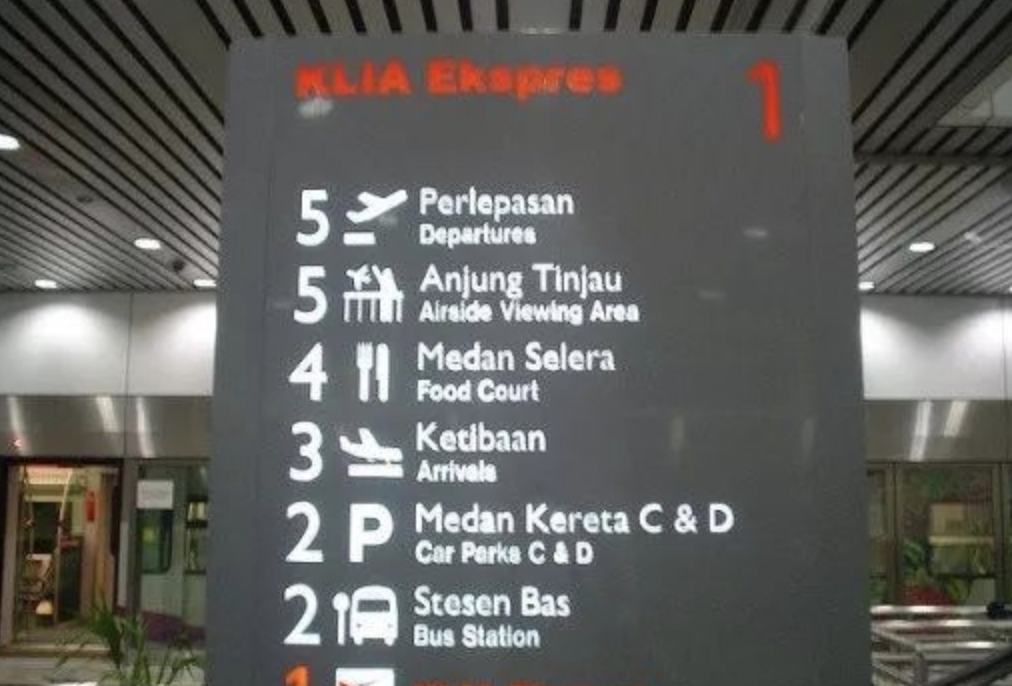 KLIA Ekspres 1
5 Perlepasan
Departures
5 Anjung Tinjau
Airside Viewing Area
4 Medan Selera
Food Court
3 Ketibaan
Arrivals
2 P Medan Kereta C & D
Car Parks C & D
2 Stesen Bas
Bus Station
1